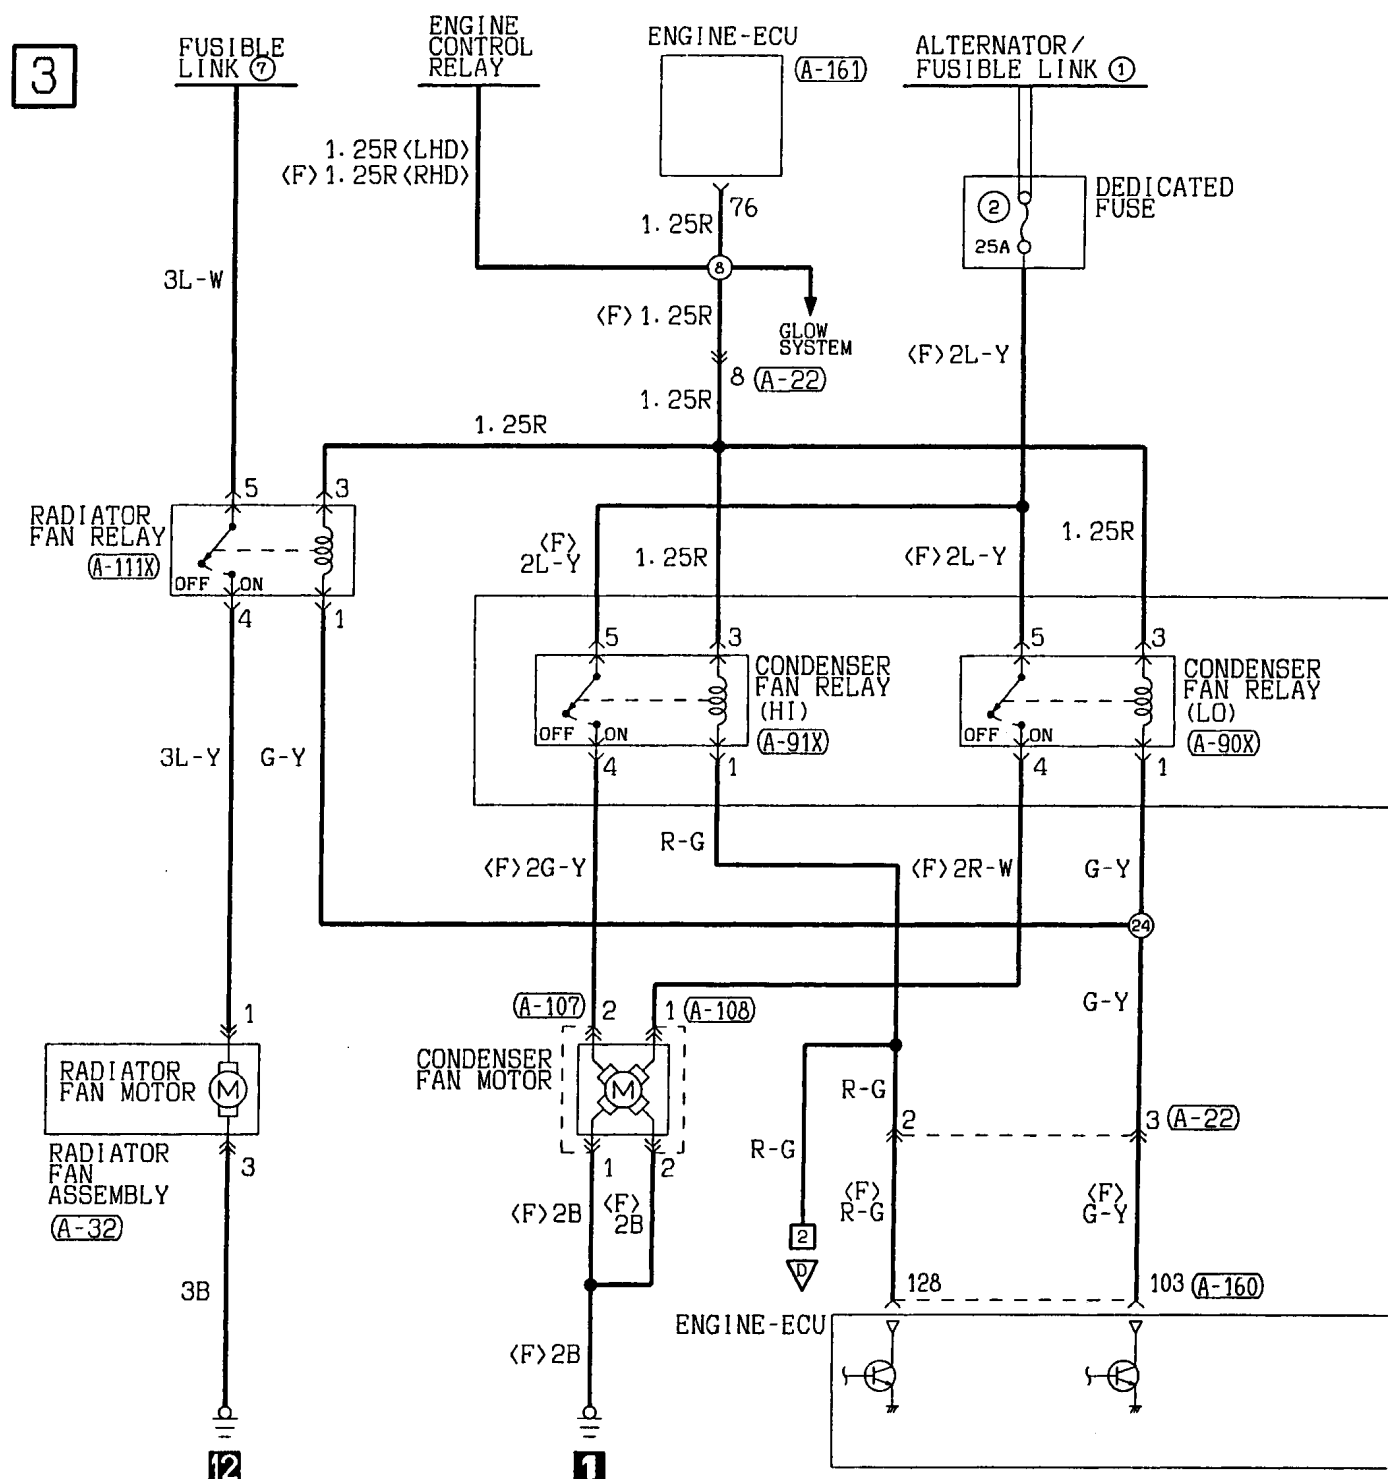 3
FUSIBLE
LINK ⑦
ENGINE
CONTROL
RELAY
ENGINE-ECU
(A-161)
ALTERNATOR/
FUSIBLE LINK ①
1.25R<LHD>
<F>1.25R<RHD>
76
1.25R
②
25A
DEDICATED
FUSE
3L-W
8
<F>1.25R
GLOW
SYSTEM
<F>2L-Y
8 (A-22)
1.25R
1.25R
5
3
RADIATOR
FAN RELAY
(A-111X)
OFF
ON
4
1
<F>
2L-Y
1.25R
<F>2L-Y
1.25R
5
3
CONDENSER
FAN RELAY
(HI)
(A-91X)
OFF
ON
4
1
5
3
CONDENSER
FAN RELAY
(LO)
(A-90X)
OFF
ON
4
1
3L-Y
G-Y
R-G
<F>2G-Y
<F>2R-W
G-Y
24
G-Y
1
(A-107) 2
1 (A-108)
RADIATOR
FAN MOTOR
M
CONDENSER
FAN MOTOR
M
R-G
2
3 (A-22)
R-G
RADIATOR
FAN
ASSEMBLY
(A-32)
3
1
2
<F>2B
<F>
2B
<F>
R-G
<F>
G-Y
2
D
3B
128
103 (A-160)
ENGINE-ECU
<F>2B
12
1